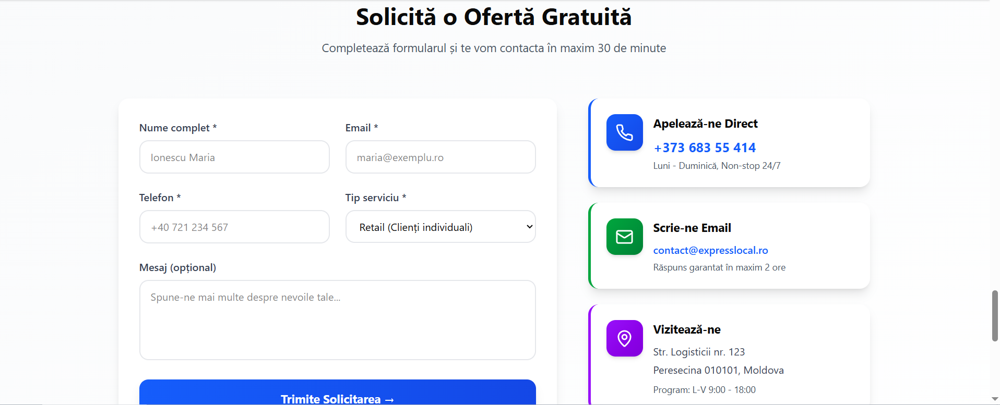 Solicită o Ofertă Gratuită
Completează formularul și te vom contacta în maxim 30 de minute
Nume complet *
Ionescu Maria
Email *
maria@exemplu.ro
Telefon *
+40 721 234 567
Tip serviciu *
Retail (Clienți individuali)
Mesaj (opțional)
Spune-ne mai multe despre nevoile tale...
Trimite Solicitarea →
Apelează-ne Direct
+373 683 55 414
Luni - Duminică, Non-stop 24/7
Scrie-ne Email
contact@expresslocal.ro
Răspuns garantat în maxim 2 ore
Vizitează-ne
Str. Logisticii nr. 123
Peresecina 010101, Moldova
Program: L-V 9:00 - 18:00